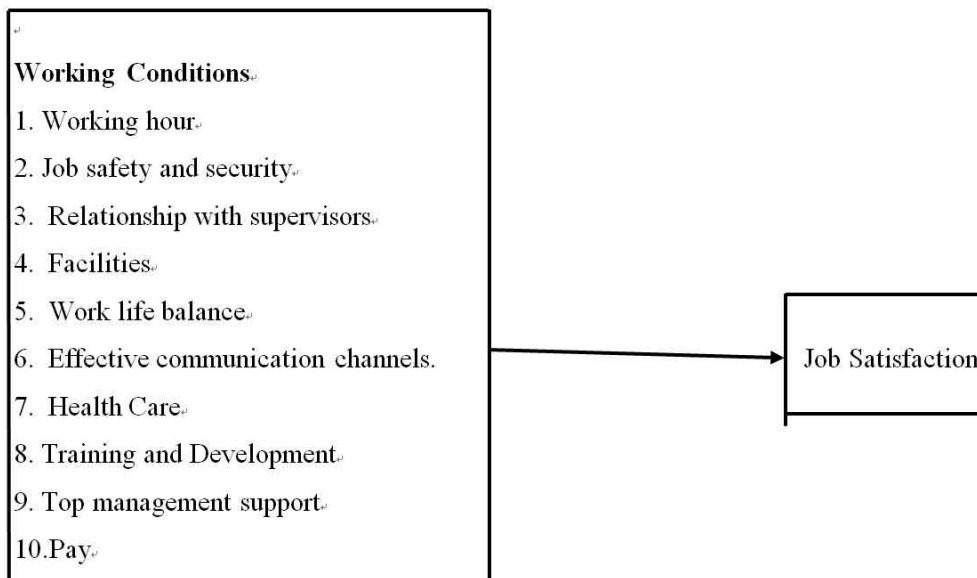 Working Conditions
1. Working hour
2. Job safety and security
3. Relationship with supervisors
4. Facilities
5. Work life balance
6. Effective communication channels.
7. Health Care
8. Training and Development
9. Top management support
10.Pay
Job Satisfaction